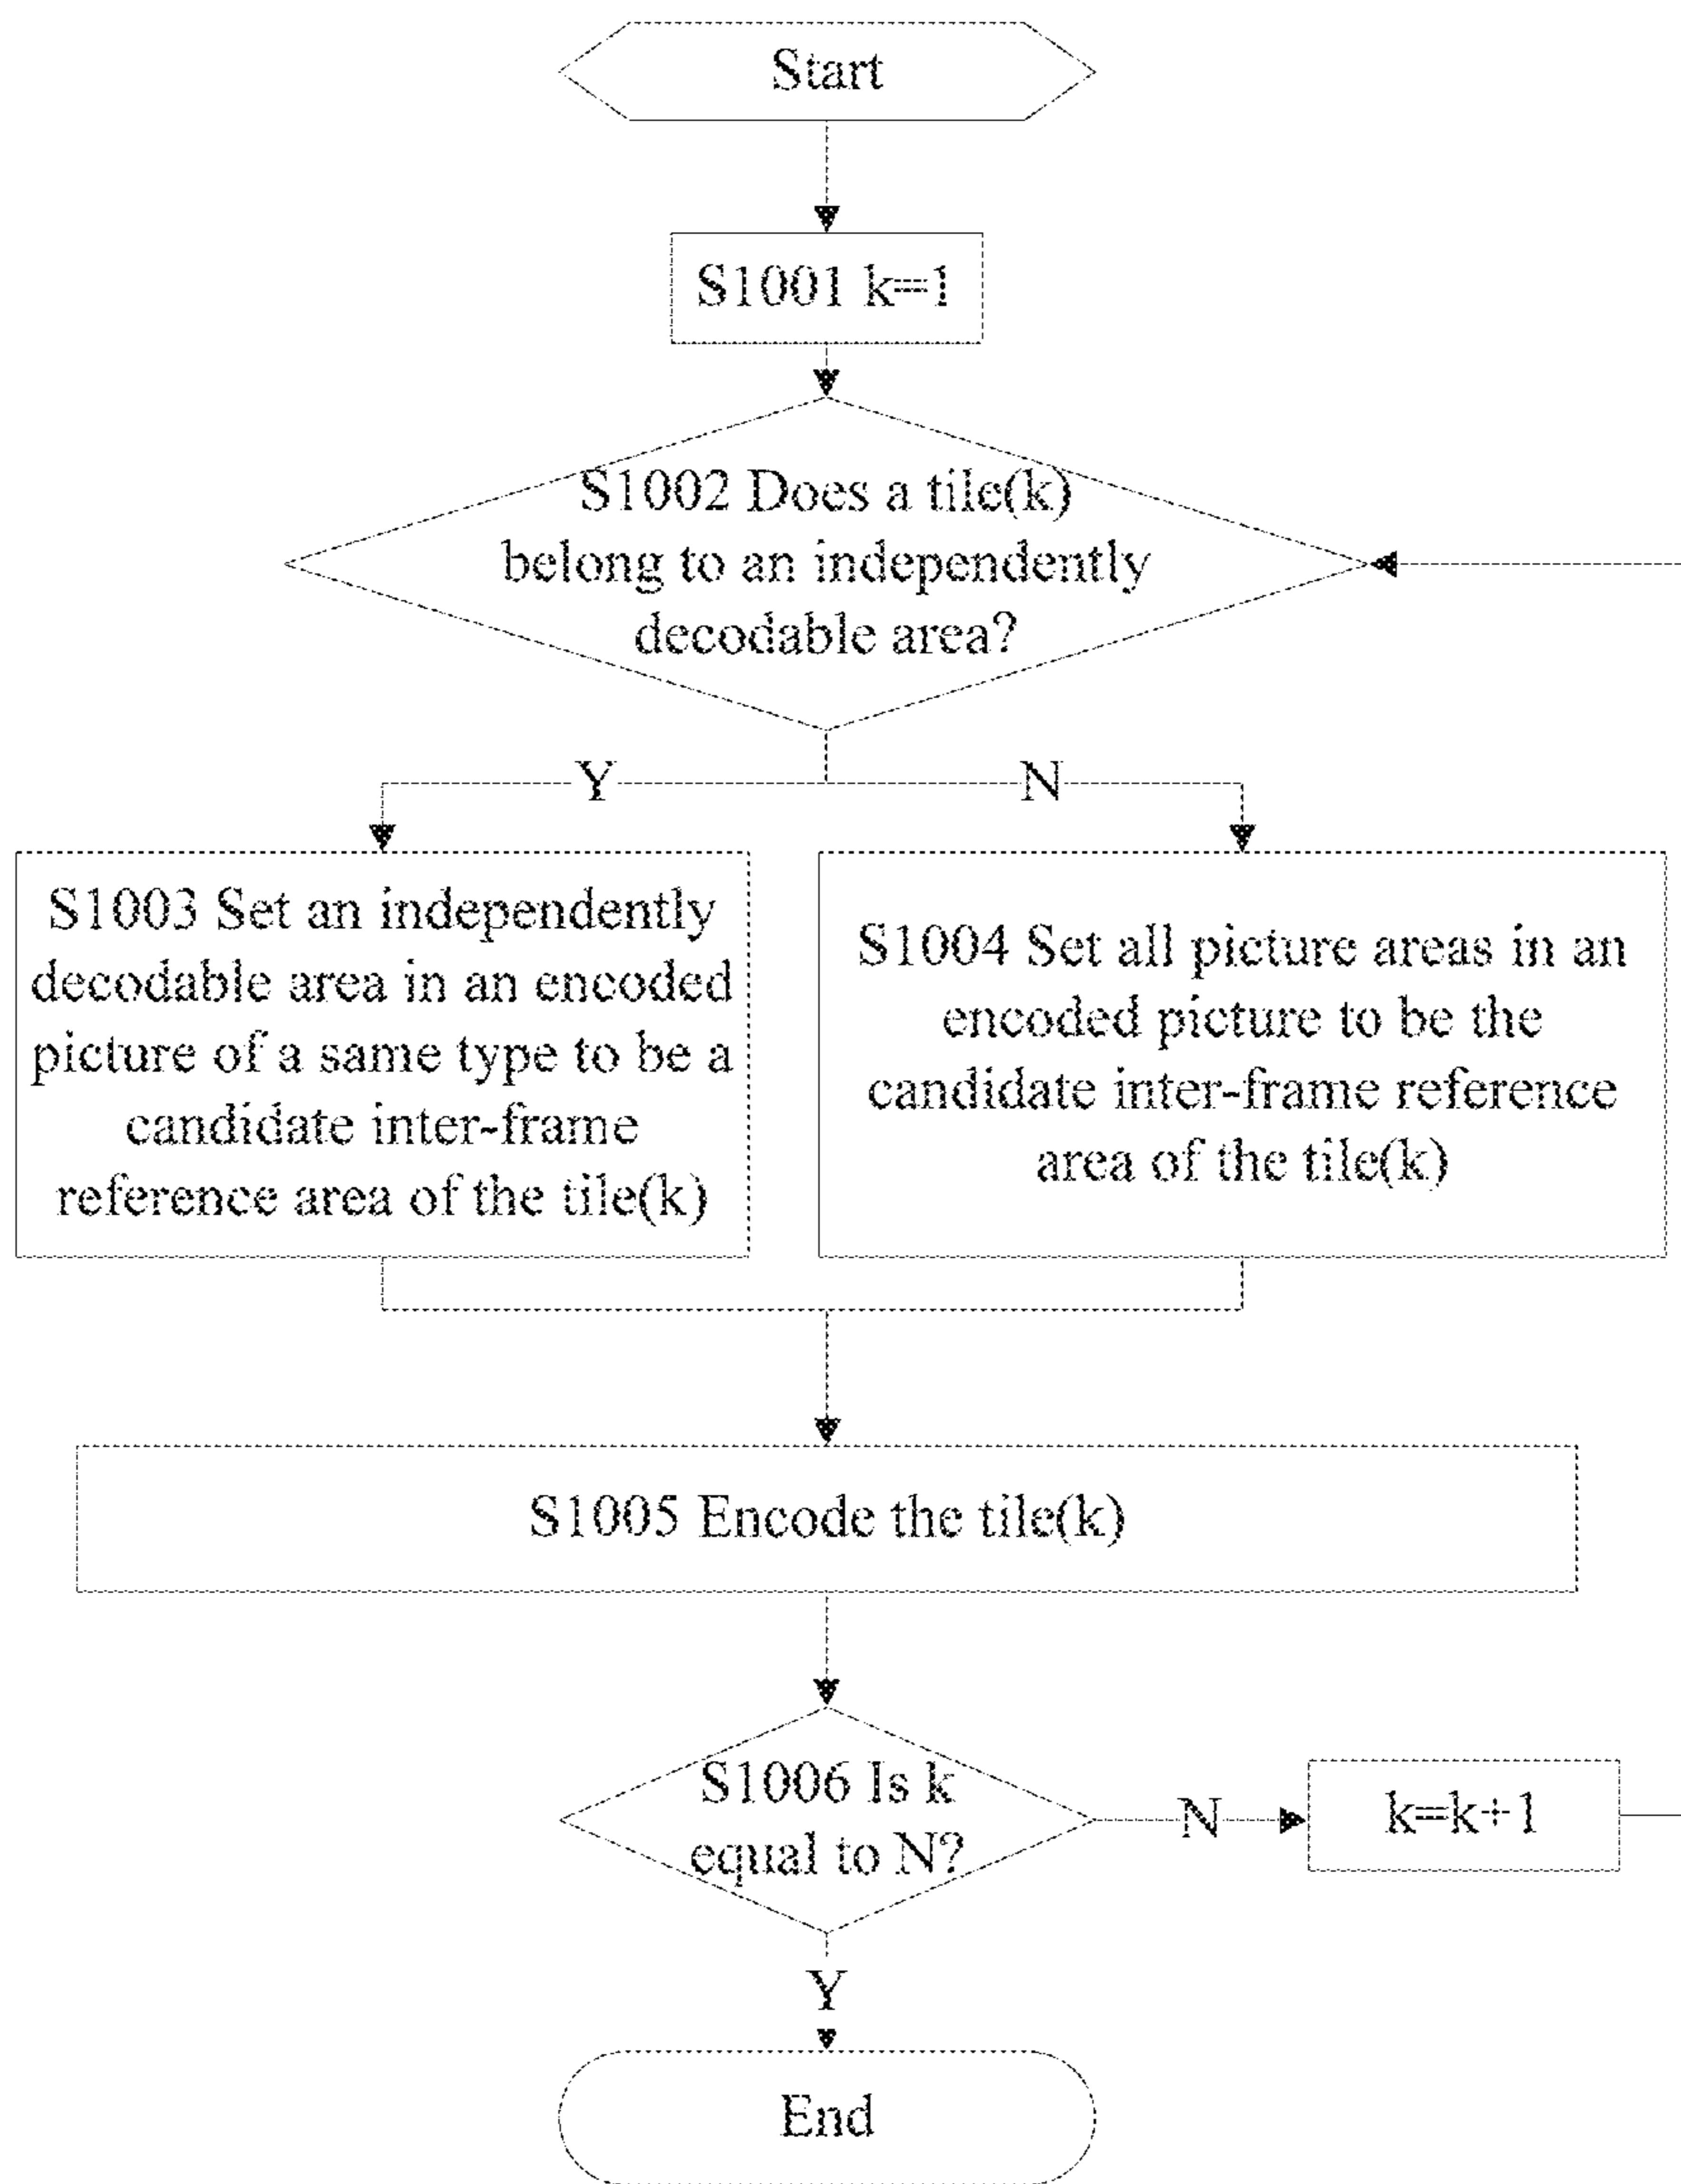 Start
S1001 k=1
S1002 Does a tile(k)
belong to an independently
decodable area?
Y
N
S1003 Set an independently
decodable area in an encoded
picture of a same type to be a
candidate inter-frame
reference area of the tile(k)
S1004 Set all picture areas in an
encoded picture to be the
candidate inter-frame reference
area of the tile(k)
S1005 Encode the tile(k)
S1006 Is k
equal to N?
N
k=k+1
Y
End